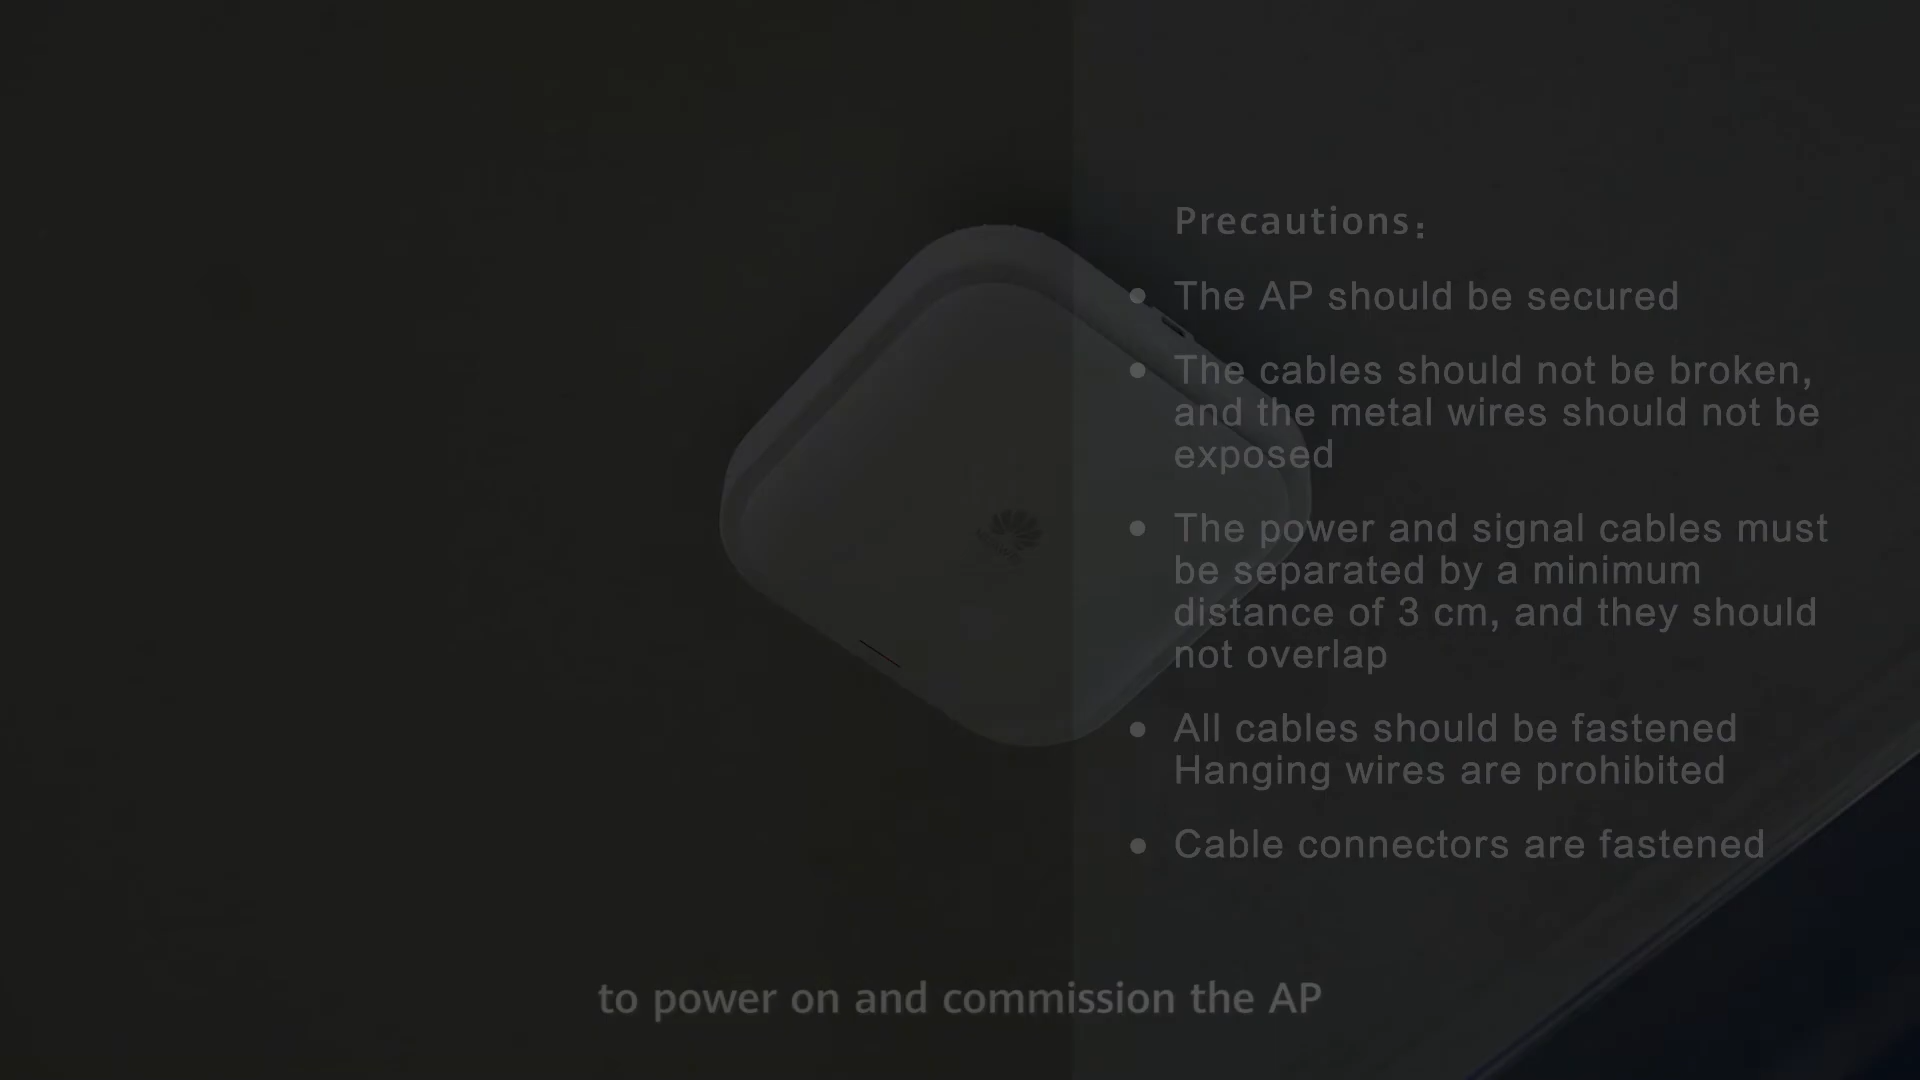 Precautions：
The AP should be secured
The cables should not be broken,
and the metal wires should not be
exposed
The power and signal cables must
be separated by a minimum
distance of 3 cm, and they should
not overlap
All cables should be fastened
Hanging wires are prohibited
Cable connectors are fastened
to power on and commission the AP